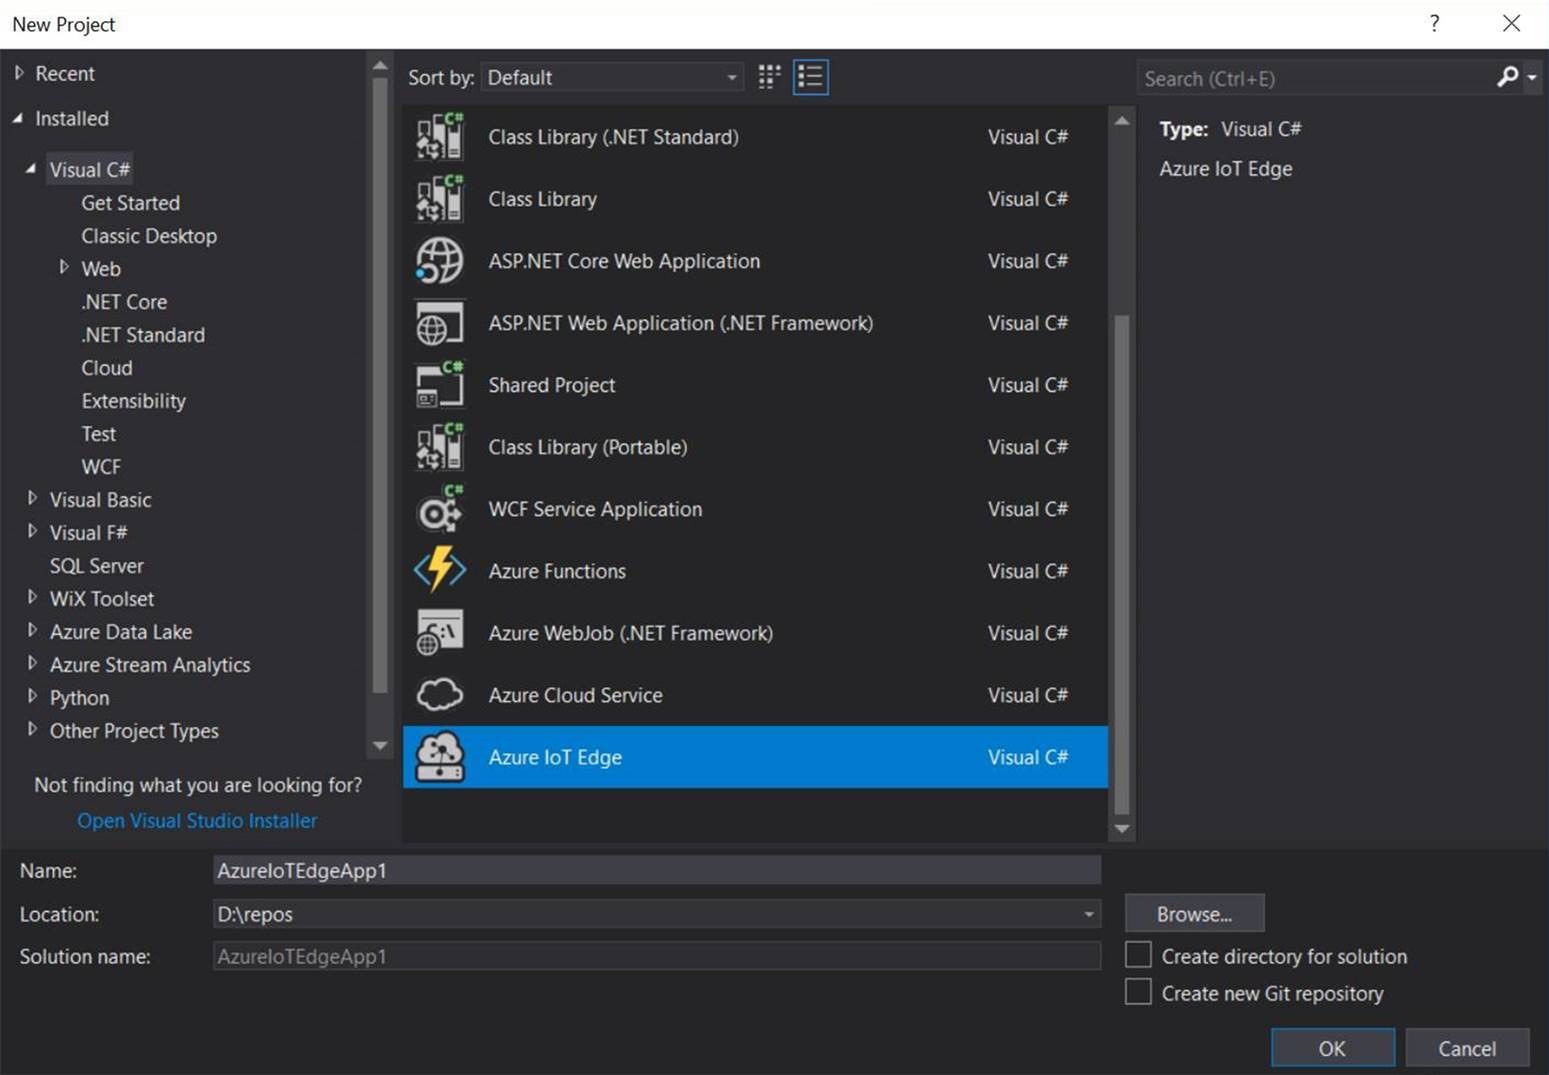 New Project
?
Recent
Installed
Visual C#
Get Started
Classic Desktop
Web
.NET Core
.NET Standard
Cloud
Extensibility
Test
WCF
Visual Basic
Visual F#
SQL Server
WiX Toolset
Azure Data Lake
Azure Stream Analytics
Python
Other Project Types
Not finding what you are looking for?
Open Visual Studio Installer
Sort by: Default
Class Library (.NET Standard) Visual C#
Class Library Visual C#
ASP.NET Core Web Application Visual C#
ASP.NET Web Application (.NET Framework) Visual C#
Shared Project Visual C#
Class Library (Portable) Visual C#
WCF Service Application Visual C#
Azure Functions Visual C#
Azure WebJob (.NET Framework) Visual C#
Azure Cloud Service Visual C#
Azure IoT Edge Visual C#
Search (Ctrl+E)
Type: Visual C#
Azure IoT Edge
Name: AzureIoTEdgeApp1
Location: D:\repos
Browse...
Solution name: AzureIoTEdgeApp1
Create directory for solution
Create new Git repository
OK
Cancel